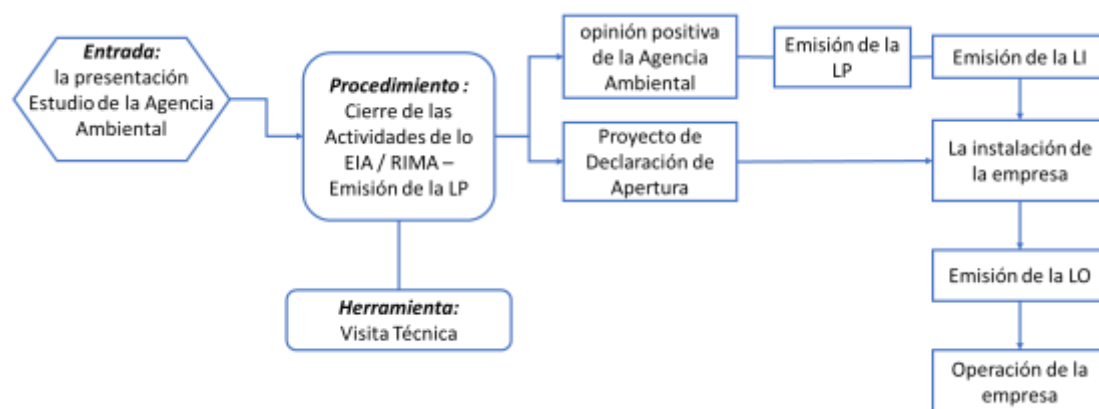 Entrada:
la presentación
Estudio de la Agencia
Ambiental
Procedimiento :
Cierre de las
Actividades de lo
EIA / RIMA –
Emisión de la LP
Herramienta:
Visita Técnica
opinión positiva
de la Agencia
Ambiental
Proyecto de
Declaración de
Apertura
Emisión de la
LP
Emisión de la LI
La instalación de
la empresa
Emisión de la LO
Operación de la
empresa